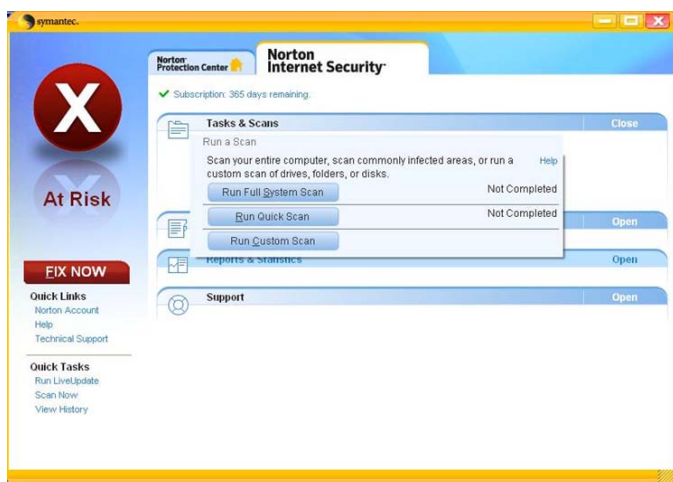 symantec.
Norton
Protection Center
Norton
Internet Security
Subscription: 365 days remaining.
X
At Risk
FIX NOW
Quick Links
Norton Account
Help
Technical Support
Quick Tasks
Run LiveUpdate
Scan Now
View History
Tasks & Scans Close
Run a Scan
Scan your entire computer, scan commonly infected areas, or run a Help
custom scan of drives, folders, or disks.
Run Full System Scan Not Completed
Run Quick Scan Not Completed
Run Custom Scan
Open
Reports & Statistics Open
Support Open